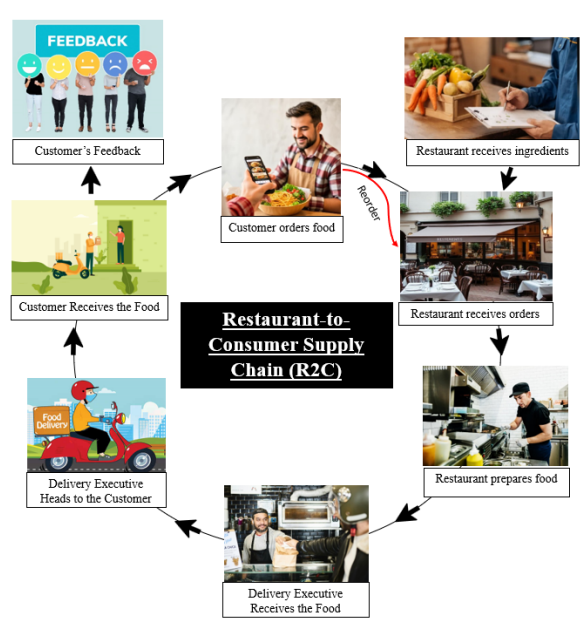 FEEDBACK
Customer's Feedback
Restaurant receives ingredients
Customer orders food
Reorder
Customer Receives the Food
Restaurant receives orders
Restaurant-to-
Consumer Supply
Chain (R2C)
Food
Delivery
Delivery Executive
Heads to the Customer
Restaurant prepares food
Delivery Executive
Receives the Food